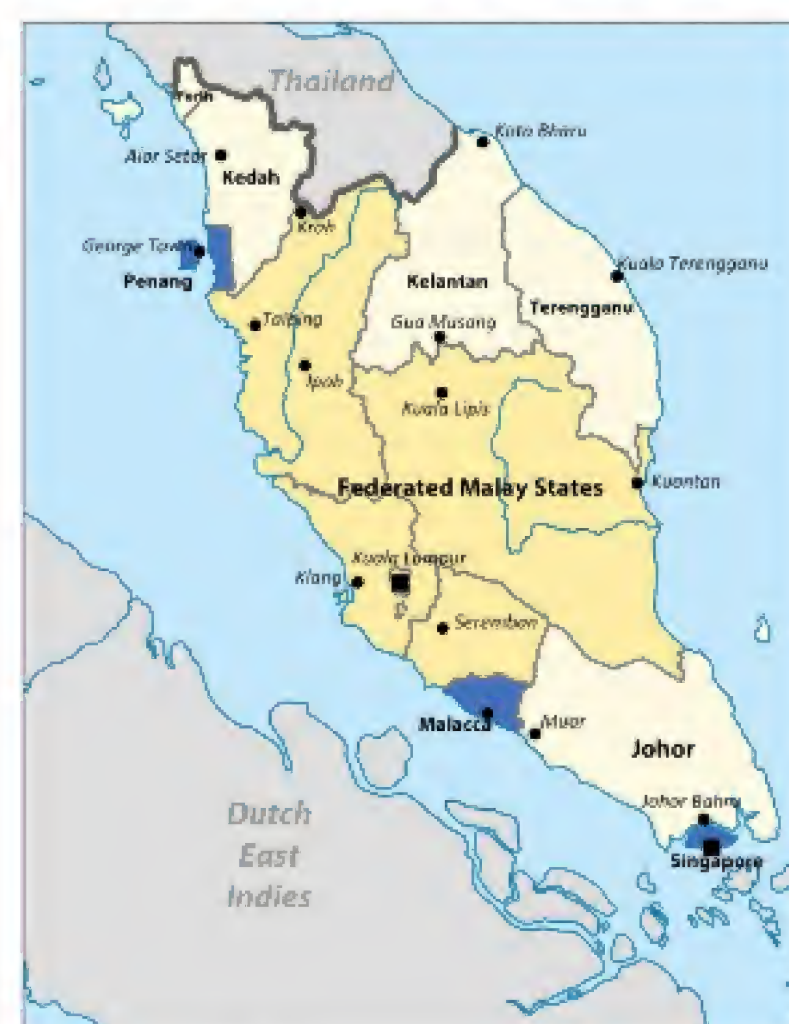 Thailand
Kota Bharu
Alor Setar
Kedah
Kroh
George Town
Penang
Kelantan
Kuala Terengganu
Terengganu
Gua Musang
Taiping
Ipoh
Kuala Lipis
Federated Malay States
Kuantan
Kuala Lumpur
Klang
Seremban
Malacca
Muar
Johor
Johor Bahru
Singapore
Dutch
East
Indies